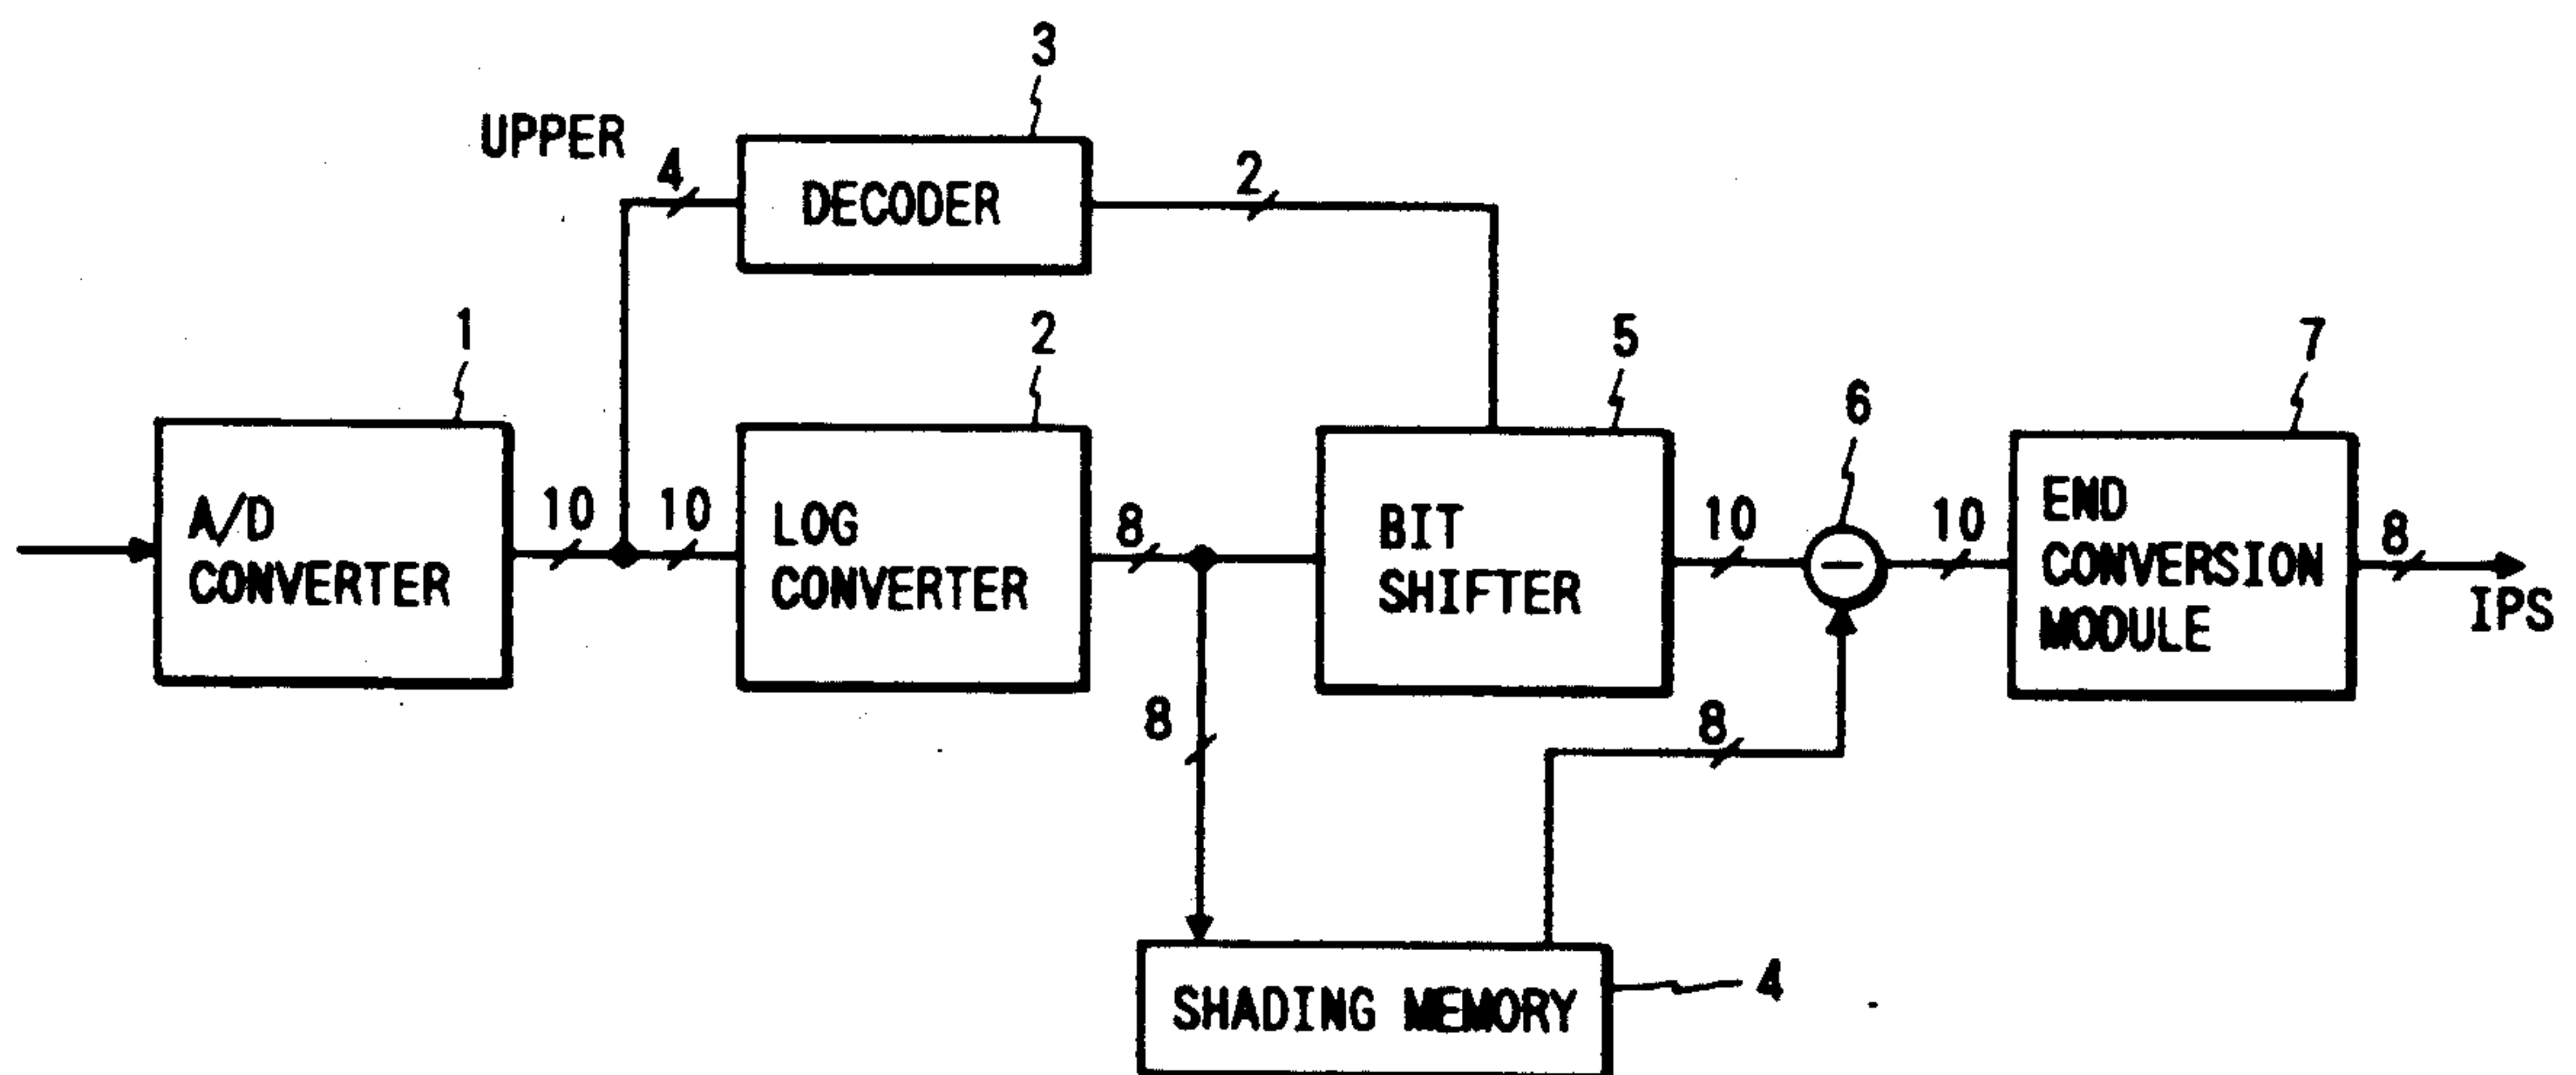 3
UPPER
4
DECODER
2
1
2
5
6
7
A/D
CONVERTER
10
10
LOG
CONVERTER
8
BIT
SHIFTER
10
10
END
CONVERSION
MODULE
8
IPS
8
8
SHADING MEMORY
4